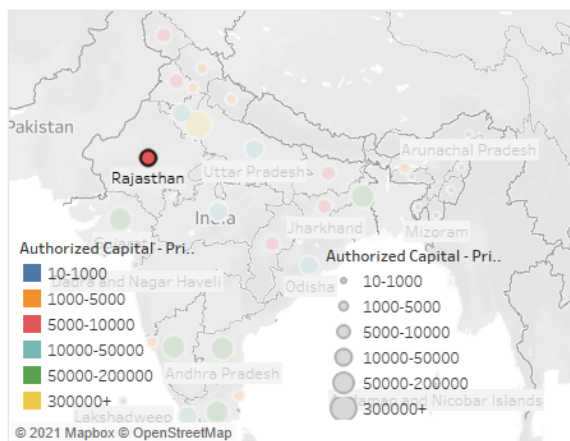 Pakistan
Arunachal Pradesh
Rajasthan
Uttar Pradesh
India
Gujarat
Jharkhand
Mizoram
Authorized Capital - Pri..
10-1000
1000-5000
5000-10000
10000-50000
50000-200000
300000+
Dadra and Nagar Haveli
Odisha
Authorized Capital - Pri..
10-1000
1000-5000
5000-10000
10000-50000
50000-200000
300000+
Andhra Pradesh
Andaman and Nicobar Islands
Lakshadweep
© 2021 Mapbox © OpenStreetMap